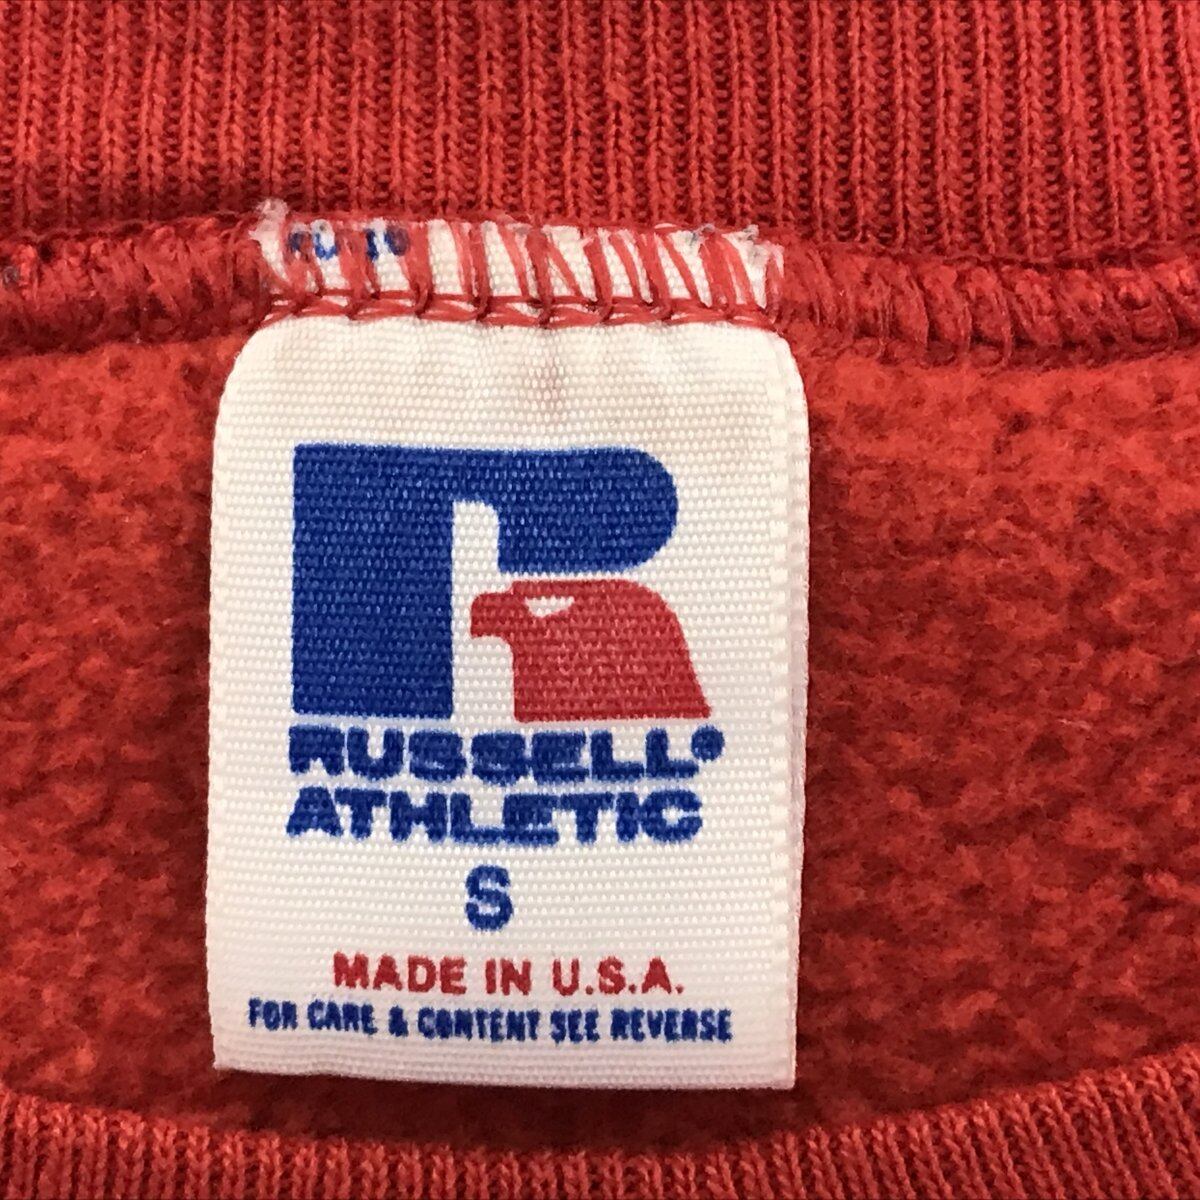 RUSSELL®
ATHLETIC
S
MADE IN U.S.A.
FOR CARE & CONTENT SEE REVERSE